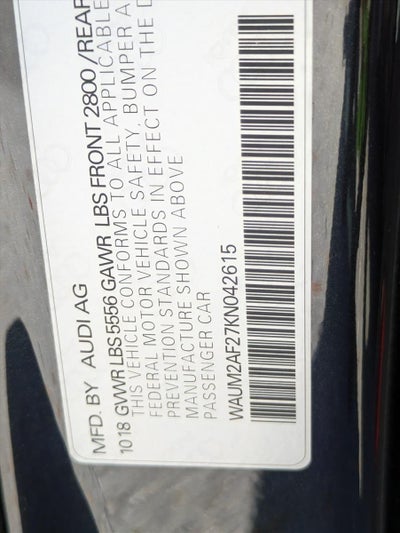 MFD. BY AUDI AG
1018 GVWR LBS 5556 GAWR LBS FRONT 2800 / REAR
THIS VEHICLE CONFORMS TO ALL APPLICABLE
FEDERAL MOTOR VEHICLE SAFETY, BUMPER A
PREVENTION STANDARDS IN EFFECT ON THE D
MANUFACTURE SHOWN ABOVE
PASSENGER CAR
WAUM2AF27KN042615